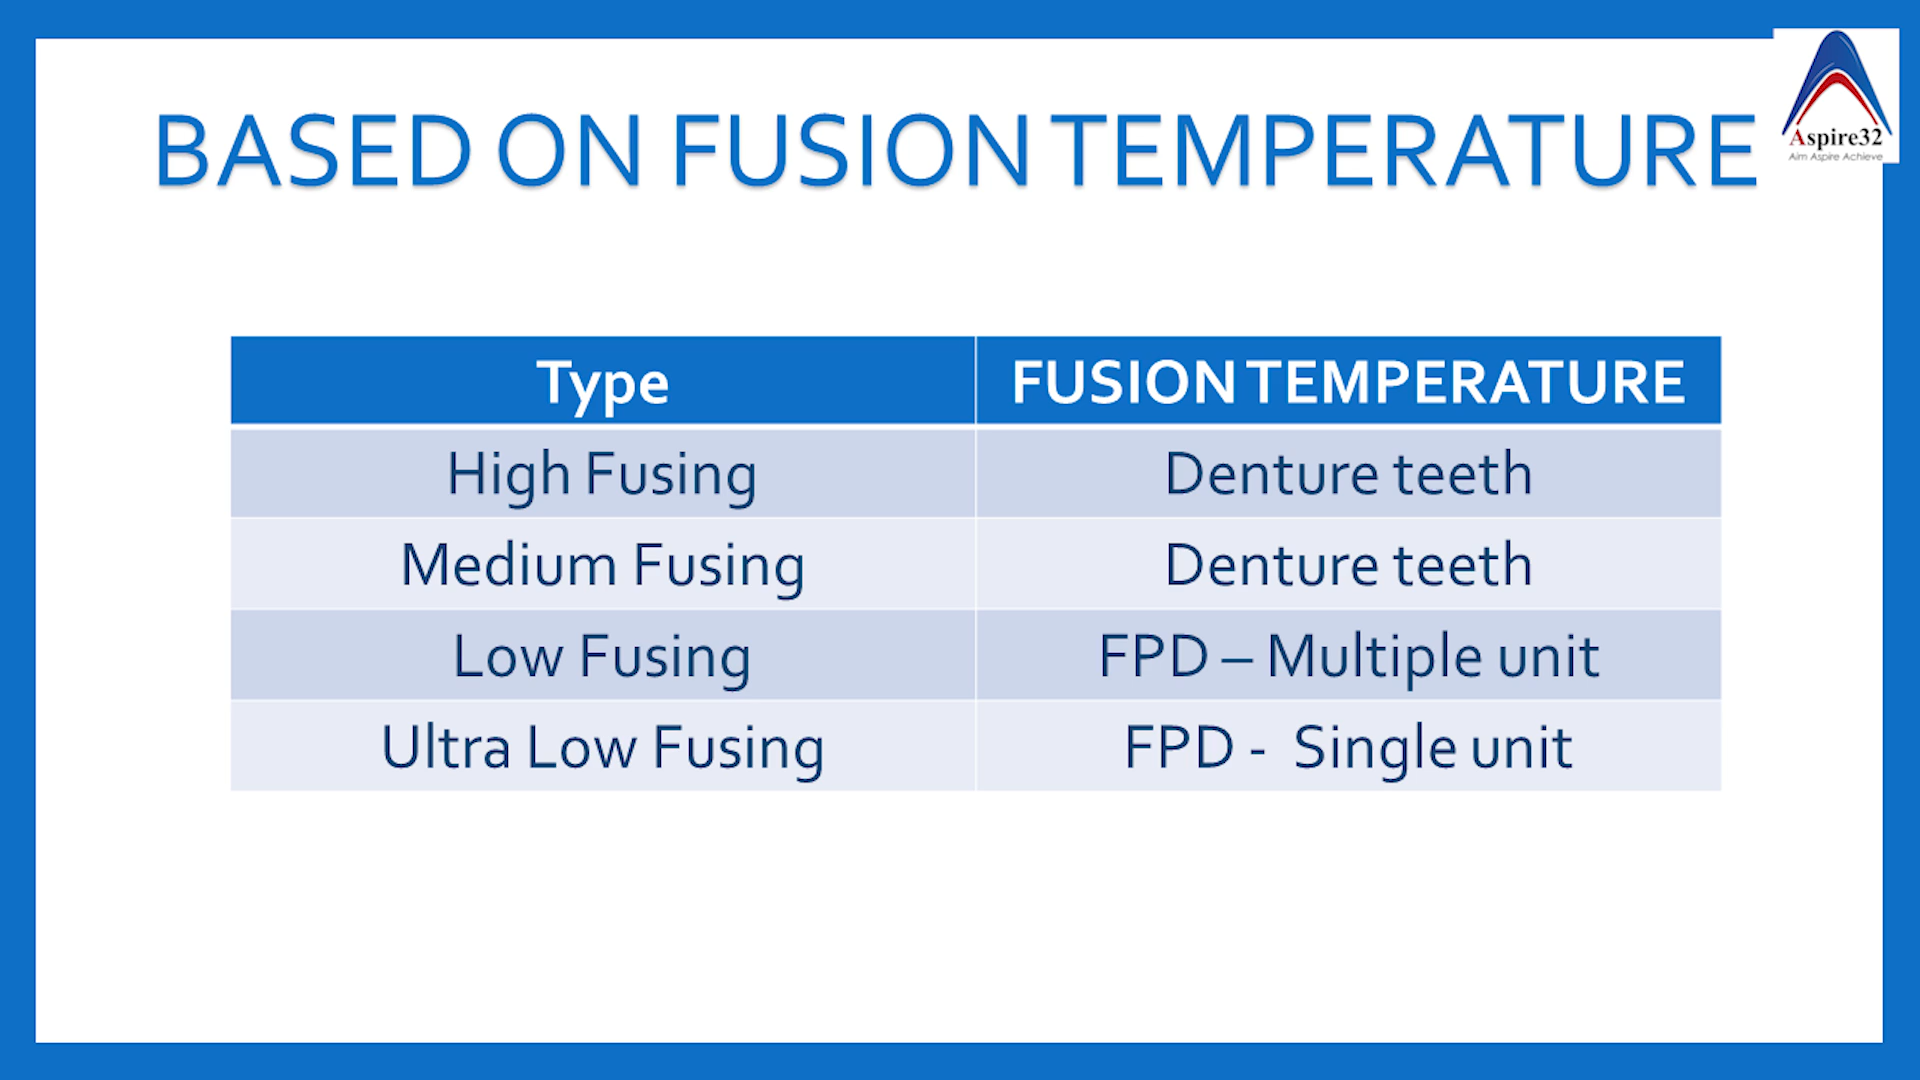 BASED ON FUSION TEMPERATURE
Aspire32
Aim Aspire Achieve
Type FUSION TEMPERATURE
High Fusing Denture teeth
Medium Fusing Denture teeth
Low Fusing FPD – Multiple unit
Ultra Low Fusing FPD - Single unit